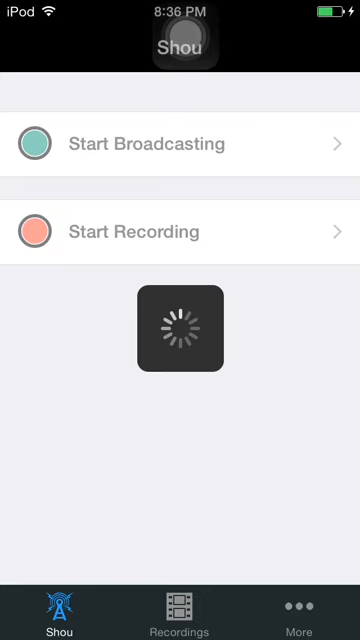 iPod 8:36 PM
Shou
Start Broadcasting
Start Recording
Shou Recordings More